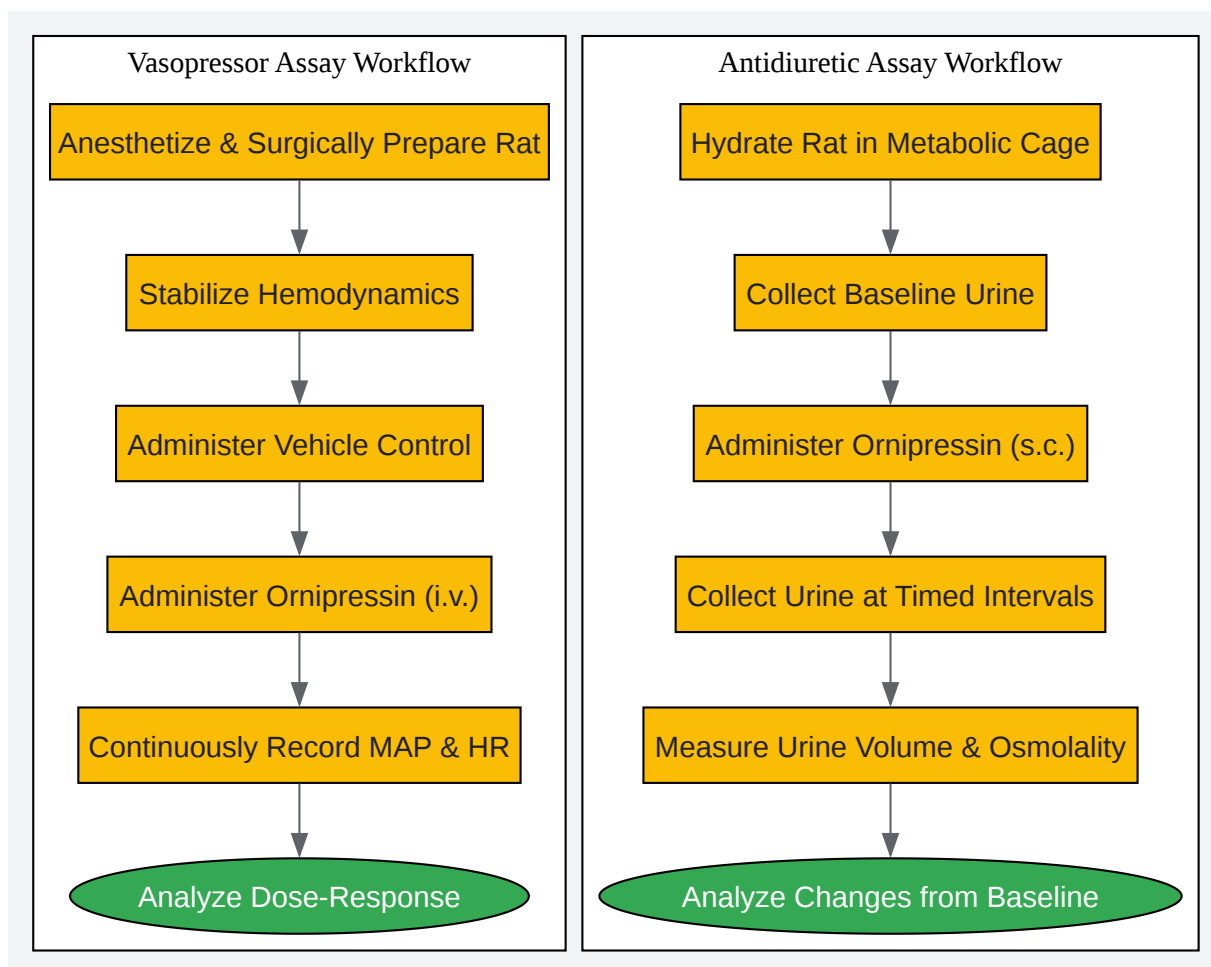 Vasopressor Assay Workflow
Anesthetize & Surgically Prepare Rat
Stabilize Hemodynamics
Administer Vehicle Control
Administer Ornipressin (i.v.)
Continuously Record MAP & HR
Analyze Dose-Response
Antidiuretic Assay Workflow
Hydrate Rat in Metabolic Cage
Collect Baseline Urine
Administer Ornipressin (s.c.)
Collect Urine at Timed Intervals
Measure Urine Volume & Osmolality
Analyze Changes from Baseline